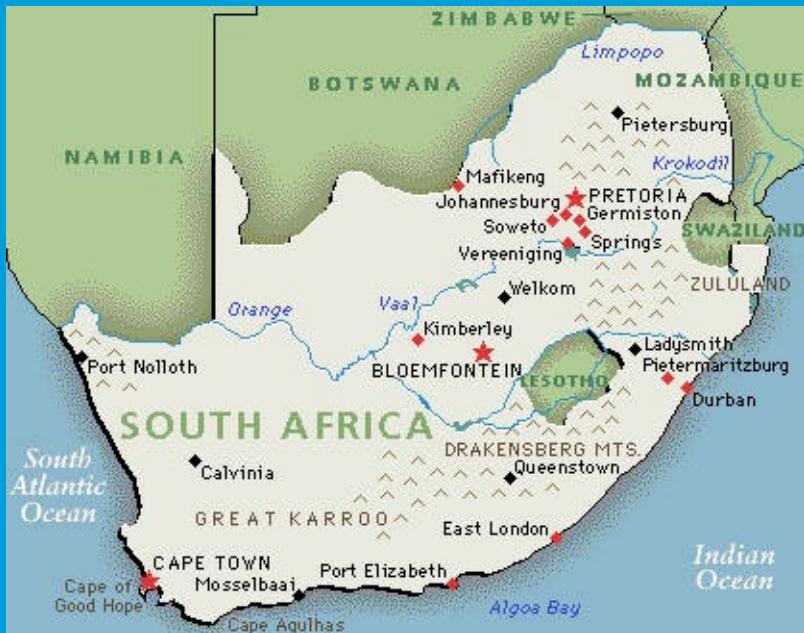 ZIMBABWE
Limpopo
BOTSWANA
MOZAMBIQUE
Pietersburg
NAMIBIA
Krokodil
Mafikeng
PRETORIA
Johannesburg
Germiston
Soweto
SWAZILAND
Springs
Vereeniging
ZULULAND
Welkom
Vaal
Orange
Kimberley
Ladysmith
Port Nolloth
Pietermaritzburg
BLOEMFONTEIN
LESOTHO
Durban
SOUTH AFRICA
DRAKENSBERG MTS.
South
Atlantic
Ocean
Calvinia
Queenstown
GREAT KARROO
East London
Indian
Ocean
CAPE TOWN
Port Elizabeth
Cape of
Good Hope
Mosselbaai
Algoa Bay
Cape Agulhas